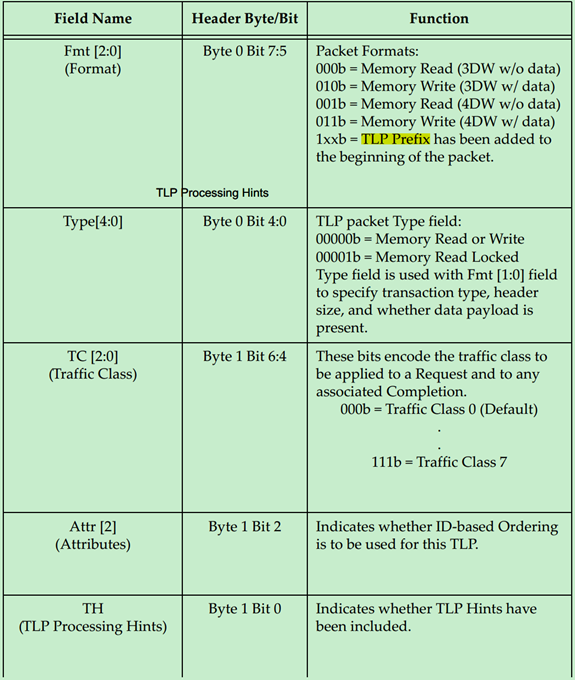 Field Name Header Byte/Bit Function
Fmt [2:0] Byte 0 Bit 7:5 Packet Formats:
(Format) 000b = Memory Read (3DW w/o data)
010b = Memory Write (3DW w/ data)
001b = Memory Read (4DW w/o data)
011b = Memory Write (4DW w/ data)
1xxb = TLP Prefix has been added to
the beginning of the packet.
TLP Processing Hints
Type[4:0] Byte 0 Bit 4:0 TLP packet Type field:
00000b = Memory Read or Write
00001b = Memory Read Locked
Type field is used with Fmt [1:0] field
to specify transaction type, header
size, and whether data payload is
present.
TC [2:0] Byte 1 Bit 6:4 These bits encode the traffic class to
(Traffic Class) be applied to a Request and to any
associated Completion.
000b = Traffic Class 0 (Default)
.
.
111b = Traffic Class 7
Attr [2] Byte 1 Bit 2 Indicates whether ID-based Ordering
(Attributes) is to be used for this TLP.
TH Byte 1 Bit 0 Indicates whether TLP Hints have
(TLP Processing Hints) been included.